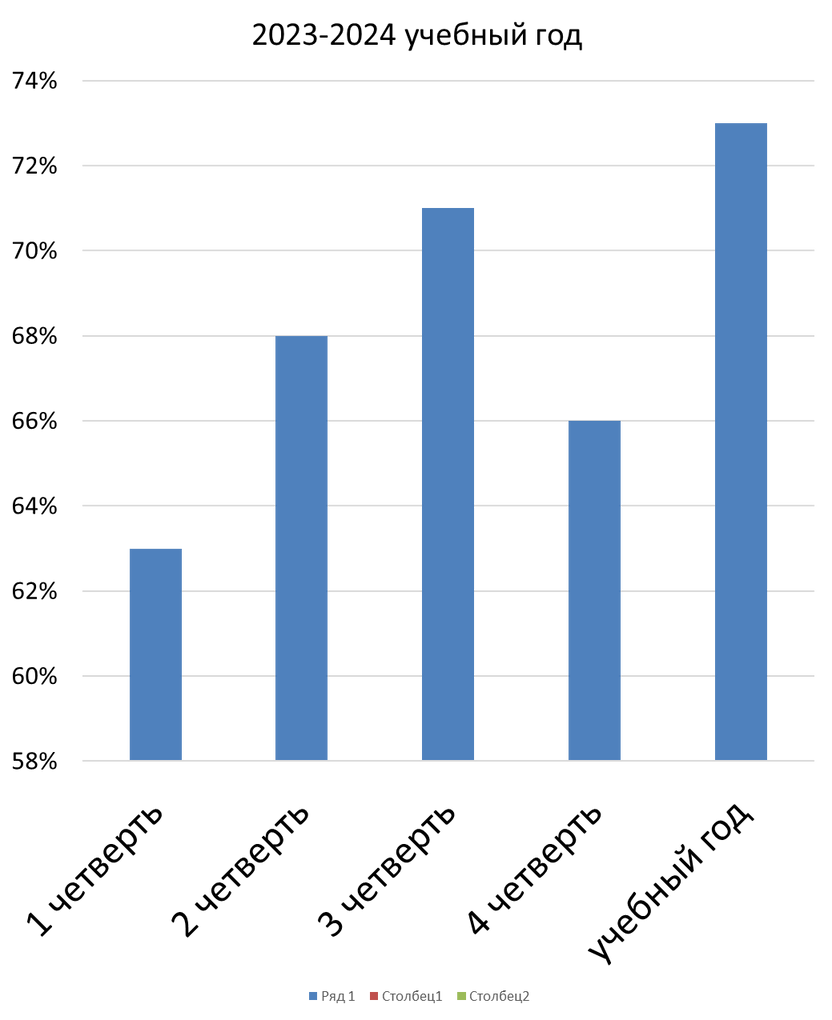 2023-2024 учебный год
74%
72%
70%
68%
66%
64%
62%
60%
58%
1 четверть
2 четверть
3 четверть
4 четверть
учебный год
Ряд 1 Столбец1 Столбец2